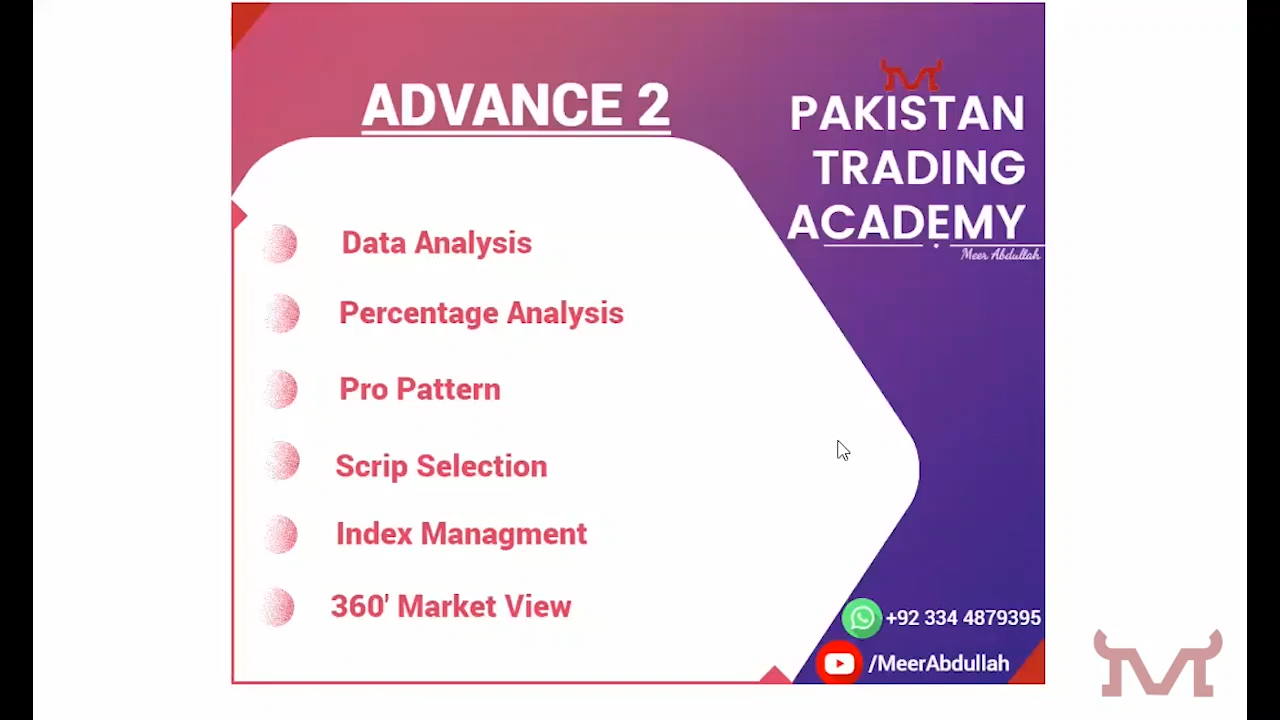 ADVANCE 2
PAKISTAN
TRADING
ACADEMY
Meer Abdullah
Data Analysis
Percentage Analysis
Pro Pattern
Scrip Selection
Index Managment
360' Market View
+92 334 4879395
/MeerAbdullah